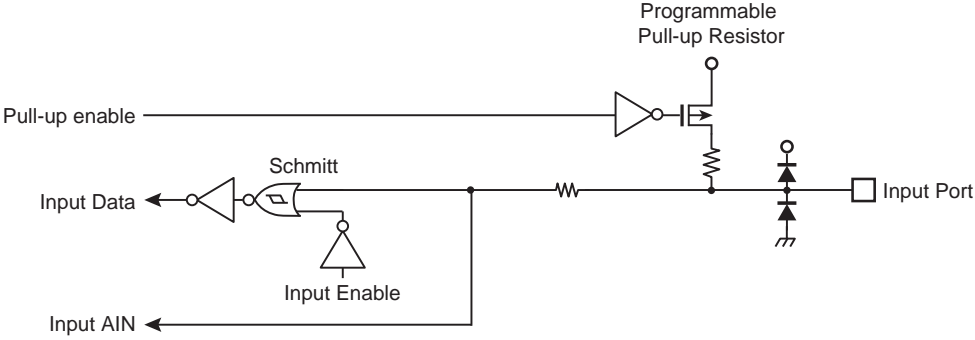 Programmable
Pull-up Resistor
Pull-up enable
Schmitt
Input Data
Input Port
Input Enable
Input AIN